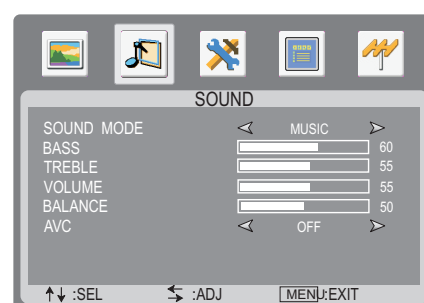 SOUND
SOUND MODE MUSIC
BASS 60
TREBLE 55
VOLUME 55
BALANCE 50
AVC OFF
:SEL :ADJ MENU:EXIT